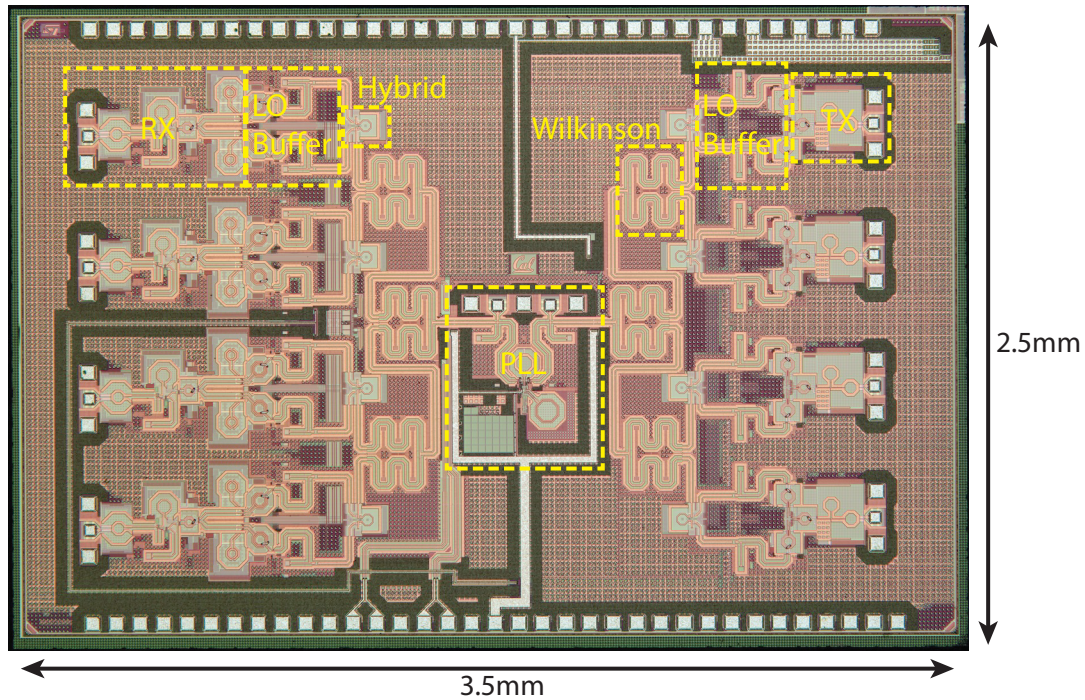 RX
LO
Buffer
Hybrid
Wilkinson
LO
Buffer
TX
PLL
2.5mm
3.5mm